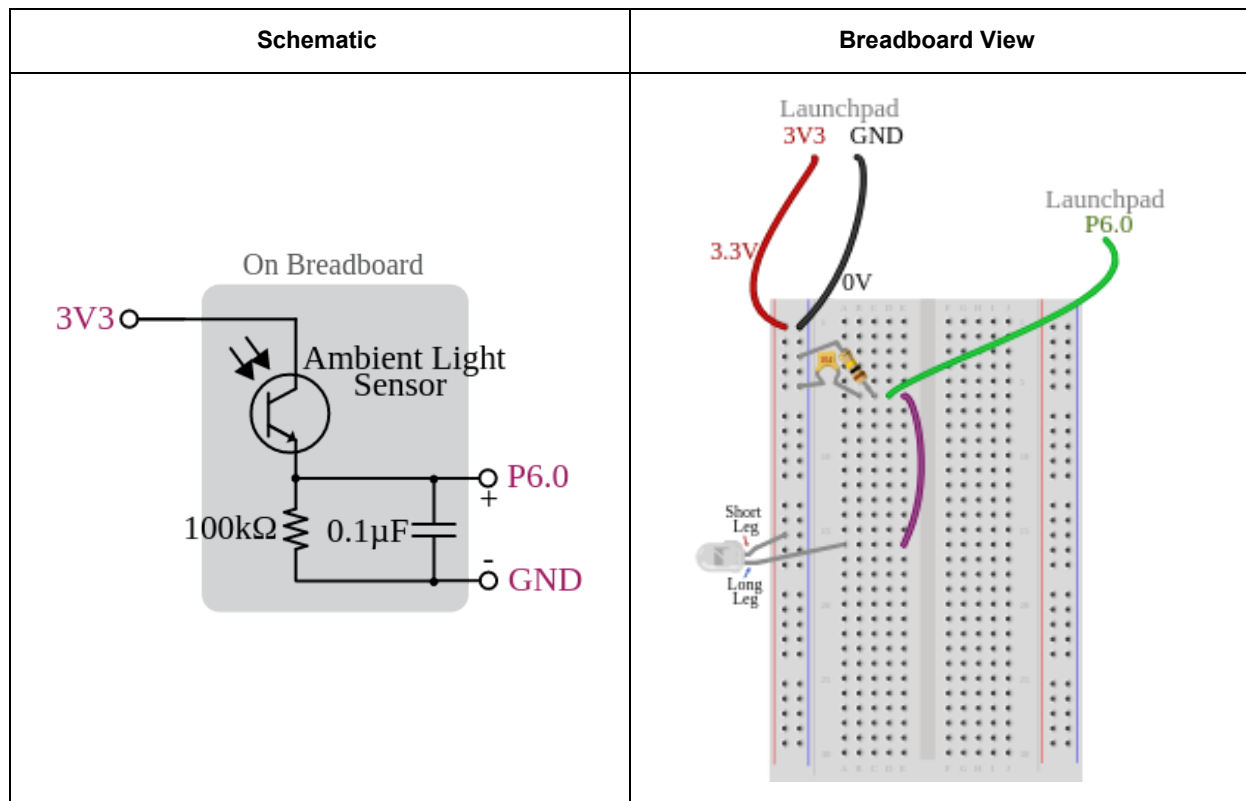 Schematic
Breadboard View
On Breadboard
3V3
Ambient Light
Sensor
P6.0
+
100kΩ
0.1µF
-
GND
Launchpad
3V3 GND
Launchpad
P6.0
3.3V
0V
Short
Leg
Long
Leg